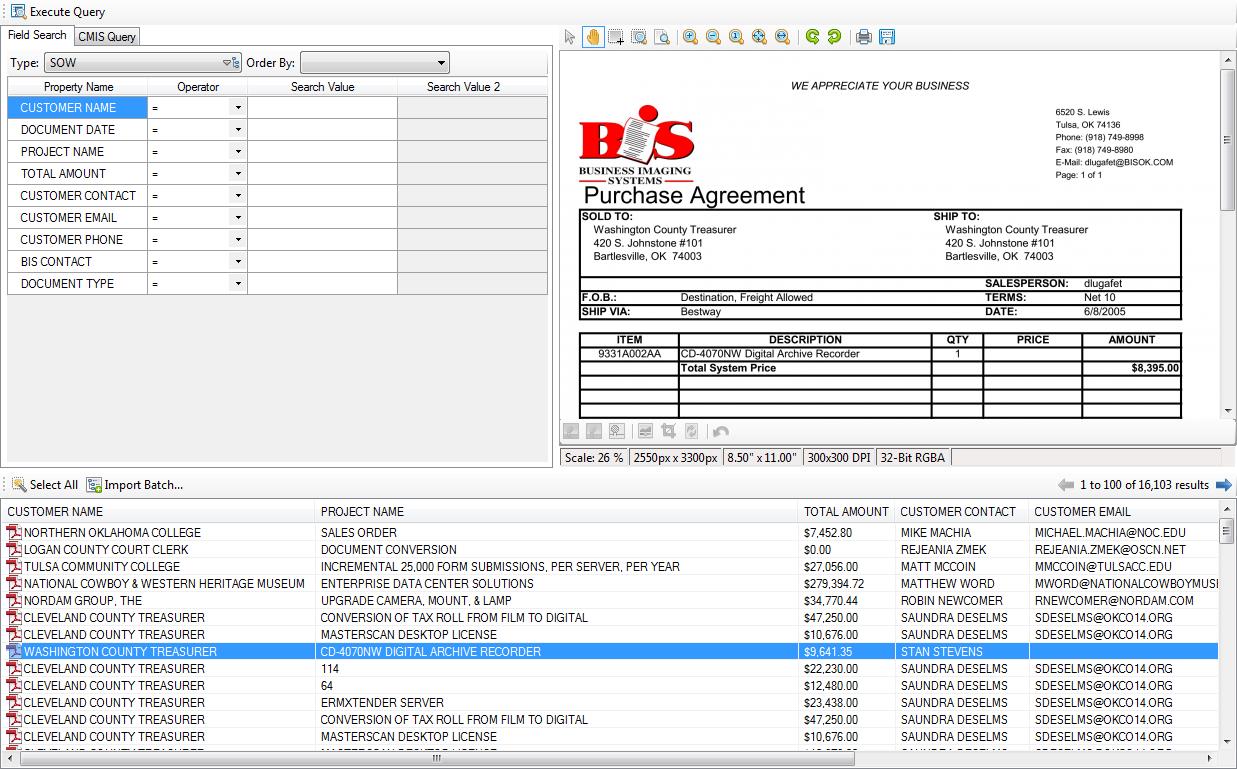 Execute Query
Field Search CMIS Query
Type: SOW Order By:
Property Name Operator Search Value Search Value 2
CUSTOMER NAME =
DOCUMENT DATE =
PROJECT NAME =
TOTAL AMOUNT =
CUSTOMER CONTACT =
CUSTOMER EMAIL =
CUSTOMER PHONE =
BIS CONTACT =
DOCUMENT TYPE =
WE APPRECIATE YOUR BUSINESS
BIS
BUSINESS IMAGING
SYSTEMS
6520 S. Lewis
Tulsa, OK 74136
Phone: (918) 749-8998
Fax: (918) 749-8980
E-Mail: dlugafet@BISOK.COM
Page: 1 of 1
Purchase Agreement
SOLD TO: SHIP TO:
Washington County Treasurer Washington County Treasurer
420 S. Johnstone #101 420 S. Johnstone #101
Bartlesville, OK 74003 Bartlesville, OK 74003
SALESPERSON: dlugafet
F.O.B.: Destination, Freight Allowed TERMS: Net 10
SHIP VIA: Bestway DATE: 6/8/2005
ITEM DESCRIPTION QTY PRICE AMOUNT
9331A002AA CD-4070NW Digital Archive Recorder 1
Total System Price $8,395.00
Scale: 26 % 2550px x 3300px 8.50" x 11.00" 300x300 DPI 32-Bit RGBA
Select All Import Batch... 1 to 100 of 16,103 results
CUSTOMER NAME PROJECT NAME TOTAL AMOUNT CUSTOMER CONTACT CUSTOMER EMAIL
NORTHERN OKLAHOMA COLLEGE SALES ORDER $7,452.80 MIKE MACHIA MICHAEL.MACHIA@NOC.EDU
LOGAN COUNTY COURT CLERK DOCUMENT CONVERSION $0.00 REJEANIA ZMEK REJEANIA.ZMEK@OSCN.NET
TULSA COMMUNITY COLLEGE INCREMENTAL 25,000 FORM SUBMISSIONS, PER SERVER, PER YEAR $27,056.00 MATT MCCOIN MMCCOIN@TULSACC.EDU
NATIONAL COWBOY & WESTERN HERITAGE MUSEUM ENTERPRISE DATA CENTER SOLUTIONS $279,394.72 MATTHEW WORD MWORD@NATIONALCOWBOYMUS
NORDAM GROUP, THE UPGRADE CAMERA, MOUNT, & LAMP $34,770.44 ROBIN NEWCOMER RNEWCOMER@NORDAM.COM
CLEVELAND COUNTY TREASURER CONVERSION OF TAX ROLL FROM FILM TO DIGITAL $47,250.00 SAUNDRA DESELMS SDESELMS@OKCO14.ORG
CLEVELAND COUNTY TREASURER MASTERSCAN DESKTOP LICENSE $10,676.00 SAUNDRA DESELMS SDESELMS@OKCO14.ORG
WASHINGTON COUNTY TREASURER CD-4070NW DIGITAL ARCHIVE RECORDER $9,641.35 STAN STEVENS
CLEVELAND COUNTY TREASURER 114 $22,230.00 SAUNDRA DESELMS SDESELMS@OKCO14.ORG
CLEVELAND COUNTY TREASURER 64 $12,480.00 SAUNDRA DESELMS SDESELMS@OKCO14.ORG
CLEVELAND COUNTY TREASURER ERMXTENDER SERVER $23,438.00 SAUNDRA DESELMS SDESELMS@OKCO14.ORG
CLEVELAND COUNTY TREASURER CONVERSION OF TAX ROLL FROM FILM TO DIGITAL $47,250.00 SAUNDRA DESELMS SDESELMS@OKCO14.ORG
CLEVELAND COUNTY TREASURER MASTERSCAN DESKTOP LICENSE $10,676.00 SAUNDRA DESELMS SDESELMS@OKCO14.ORG